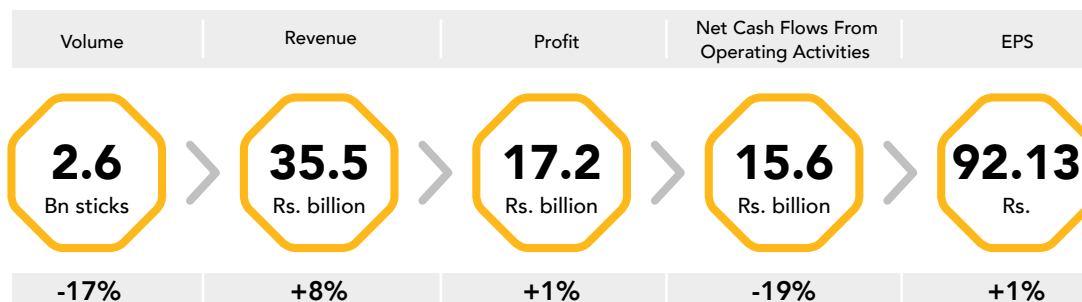 Volume
Revenue
Profit
Net Cash Flows From
Operating Activities
EPS
2.6
Bn sticks
35.5
Rs. billion
17.2
Rs. billion
15.6
Rs. billion
92.13
Rs.
-17%
+8%
+1%
-19%
+1%